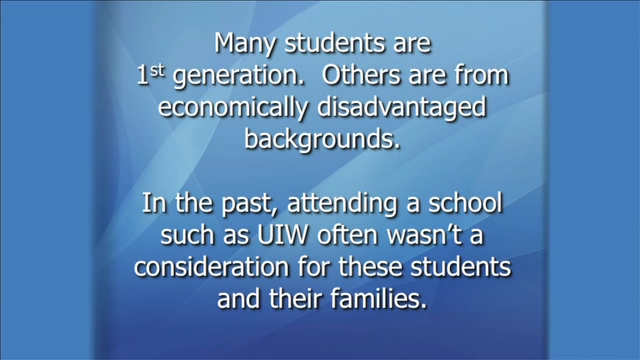 Many students are
1st generation.  Others are from
economically disadvantaged
backgrounds.
In the past, attending a school
such as UIW often wasn't a
consideration for these students
and their families.